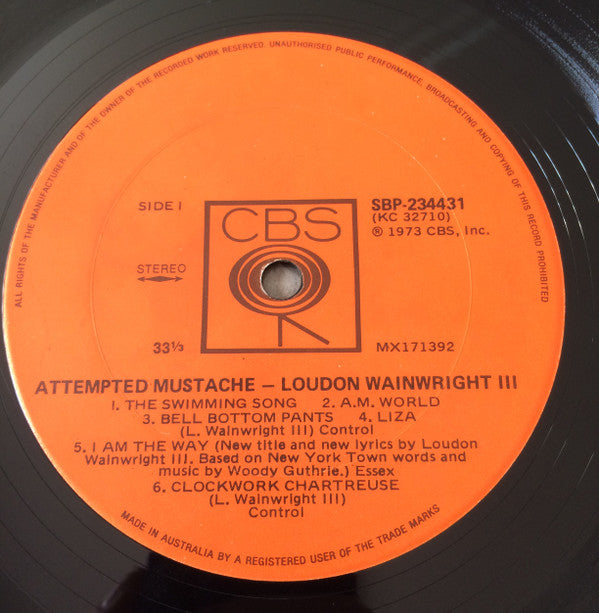 ALL RIGHTS OF THE MANUFACTURER AND OF THE OWNER OF THE RECORDED WORK RESERVED. UNAUTHORISED PUBLIC PERFORMANCE, BROADCASTING AND COPYING OF THIS RECORD PROHIBITED
SIDE I
CBS
SBP-234431
(KC 32710)
℗ 1973 CBS, Inc.
STEREO
33⅓
MX171392
ATTEMPTED MUSTACHE – LOUDON WAINWRIGHT III
1. THE SWIMMING SONG 2. A.M. WORLD
3. BELL BOTTOM PANTS 4. LIZA
(L. Wainwright III) Control
5. I AM THE WAY (New title and new lyrics by Loudon
Wainwright III. Based on New York Town words and
music by Woody Guthrie.) Essex
6. CLOCKWORK CHARTREUSE
(L. Wainwright III)
Control
MADE IN AUSTRALIA BY A REGISTERED USER OF THE TRADE MARKS